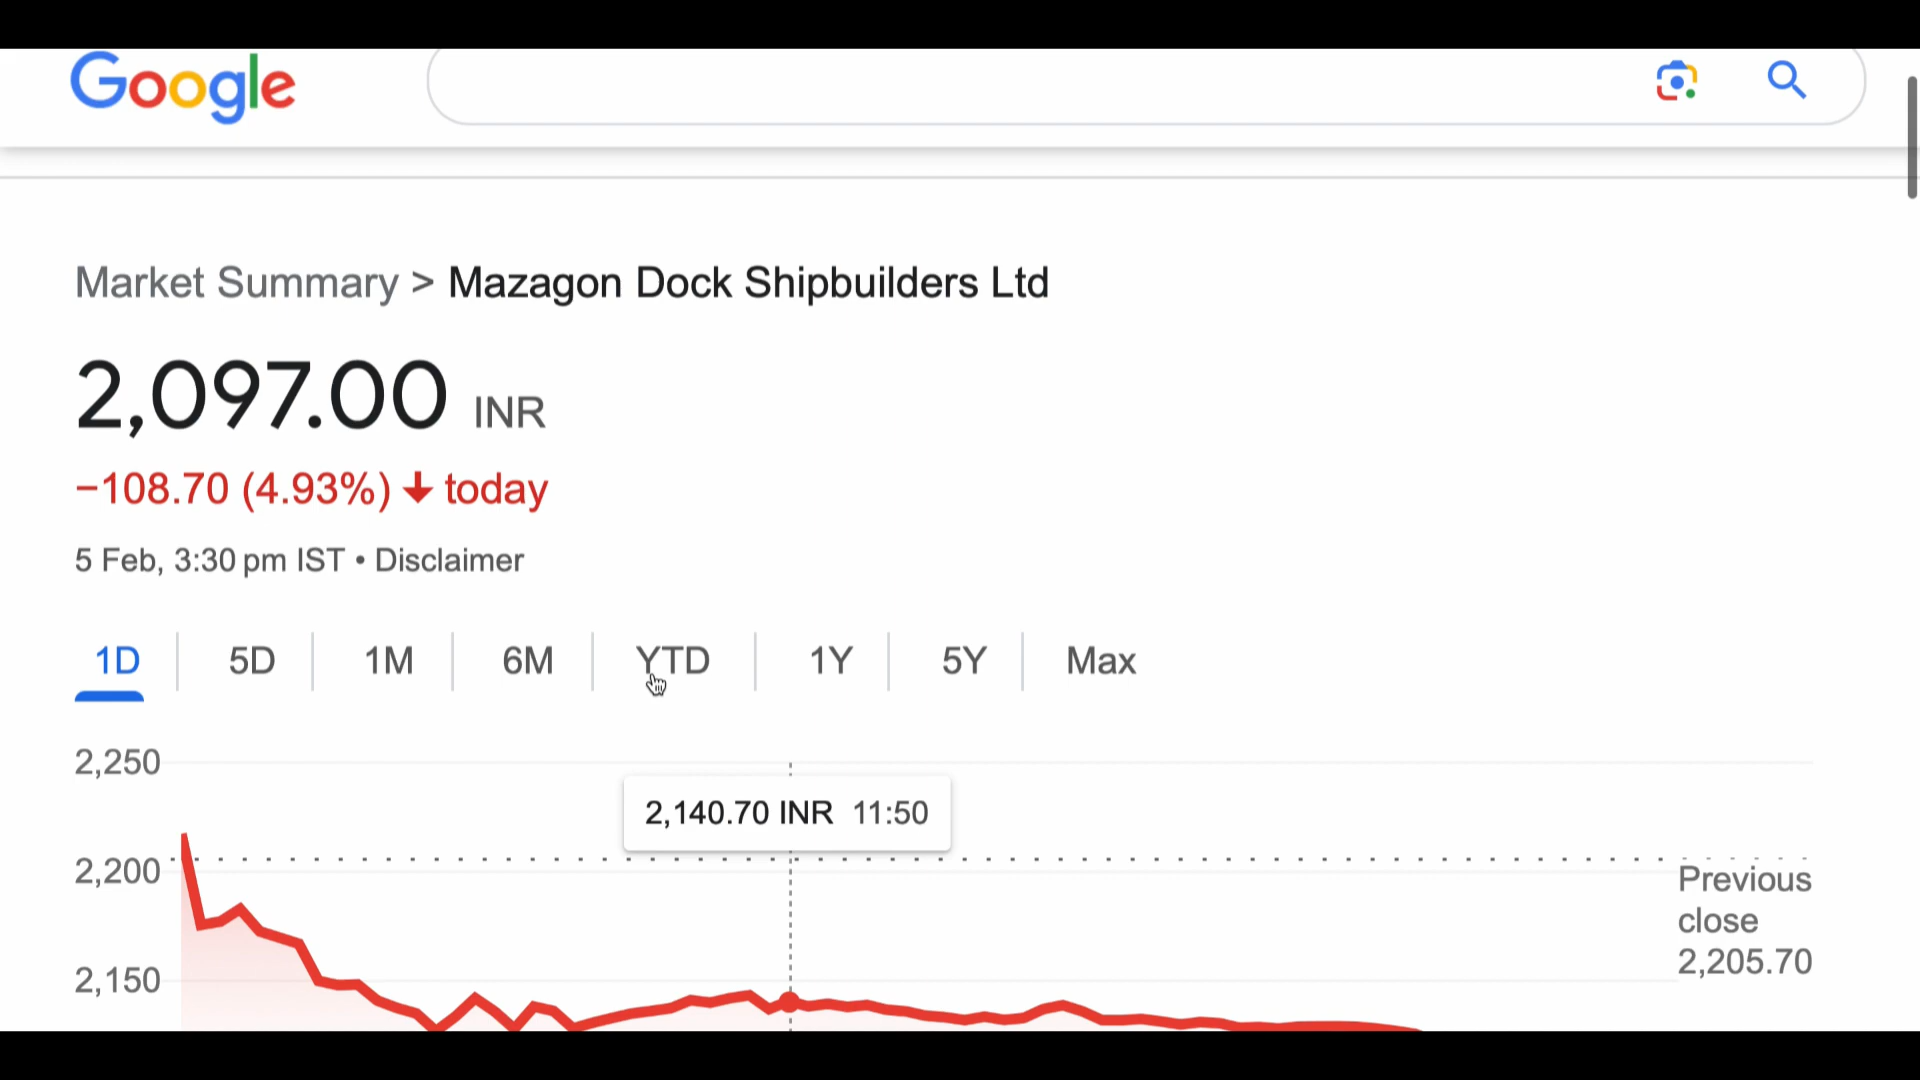 Google
Market Summary > Mazagon Dock Shipbuilders Ltd
2,097.00 INR
−108.70 (4.93%) ↓ today
5 Feb, 3:30 pm IST • Disclaimer
1D 5D 1M 6M YTD 1Y 5Y Max
2,250
2,140.70 INR 11:50
2,200
Previous
close
2,205.70
2,150